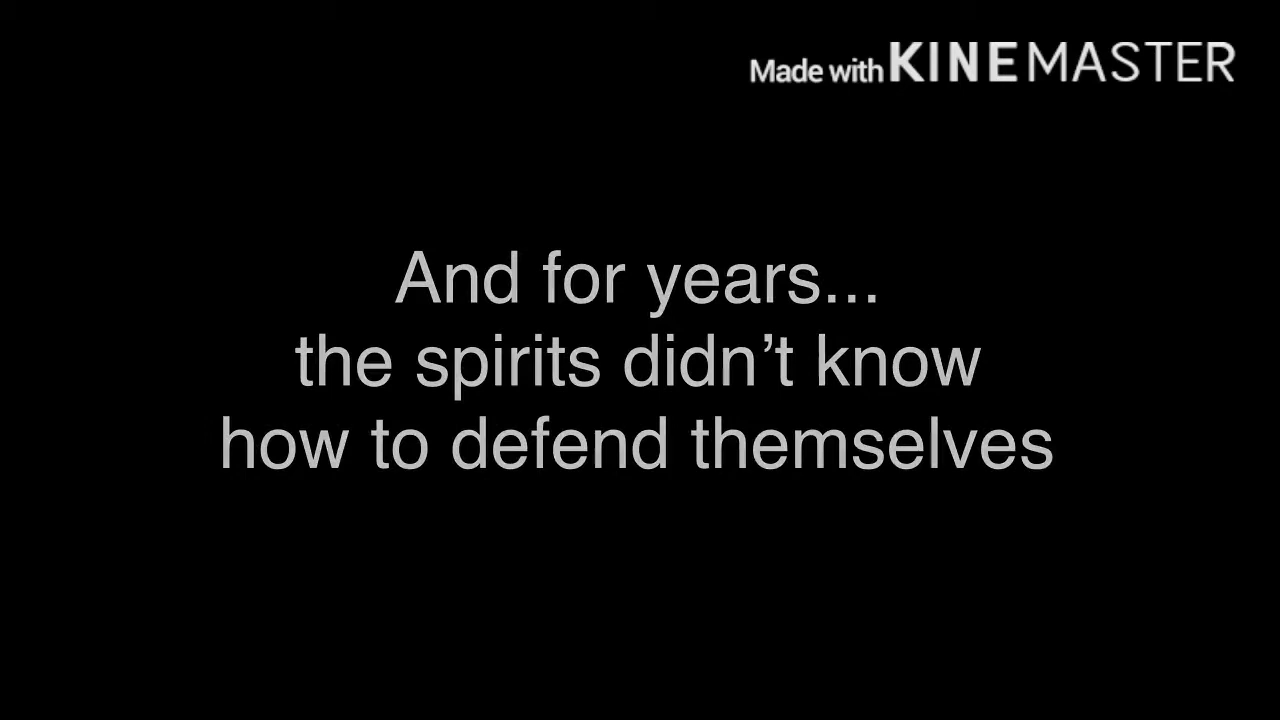 Made with KINEMASTER
And for years...
the spirits didn’t know
how to defend themselves